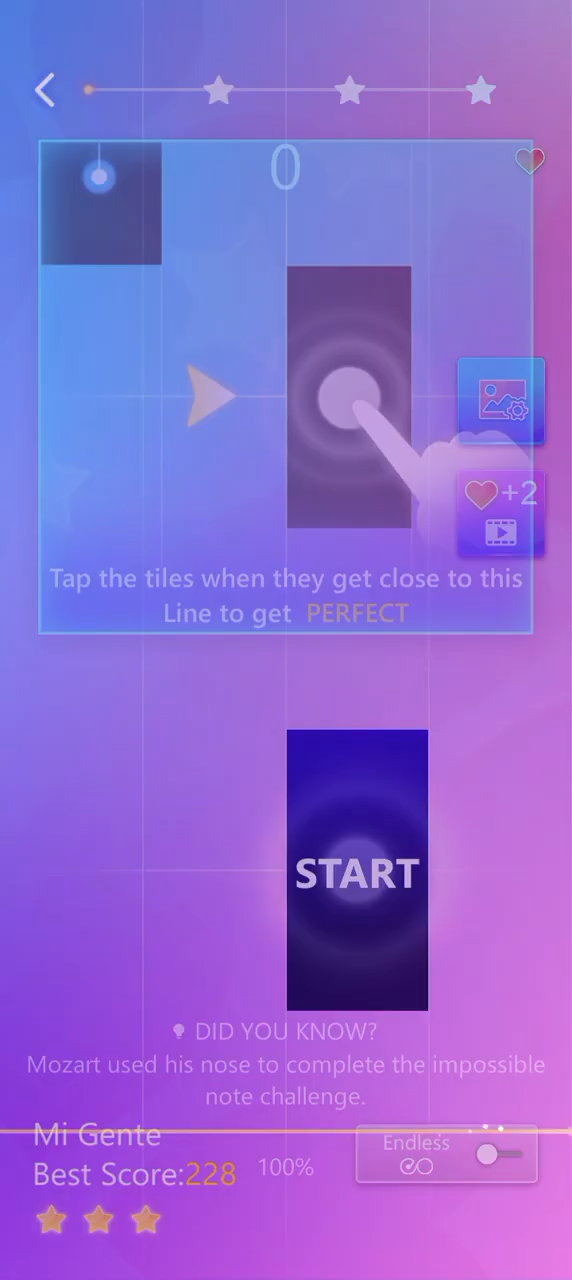 0
+2
Tap the tiles when they get close to this
Line to get PERFECT
START
DID YOU KNOW?
Mozart used his nose to complete the impossible
note challenge.
Mi Gente
Endless
Best Score:228
100%